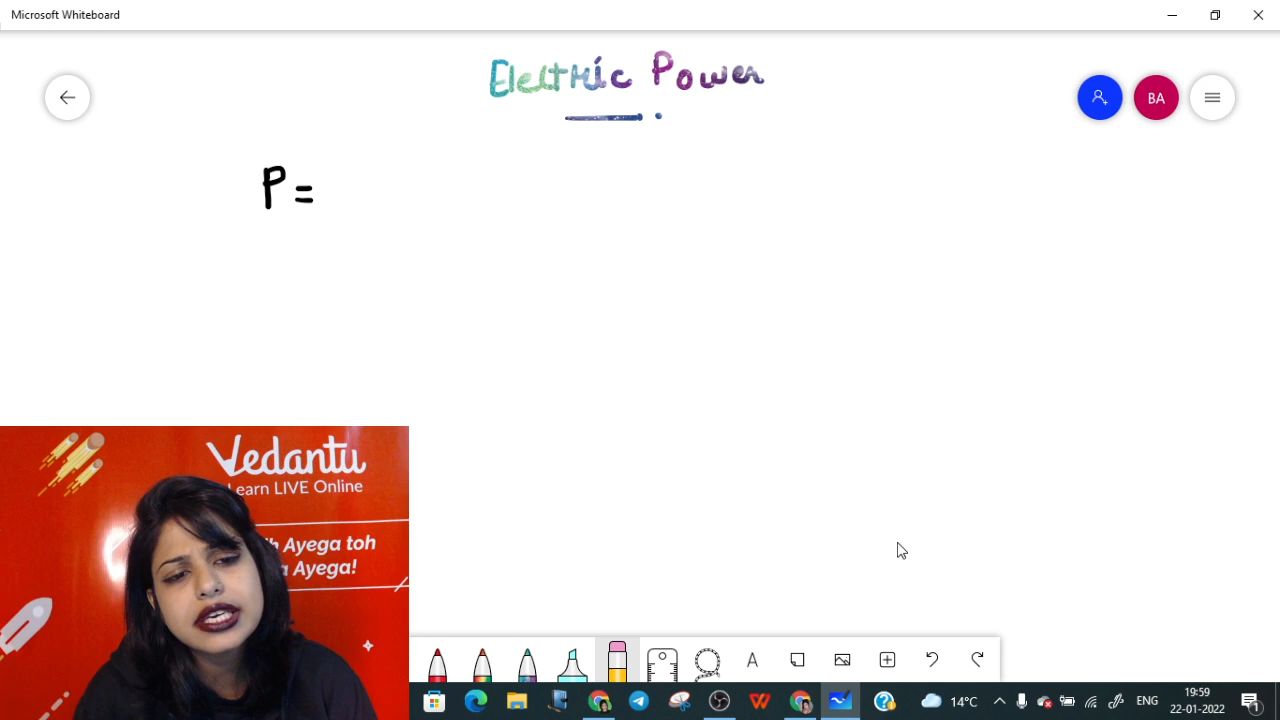 Microsoft Whiteboard
Electric Power
BA
P =
Vedantu
Learn LIVE Online
Ayega toh
Ayega!
A
14°C
ENG
19:59
22-01-2022
1